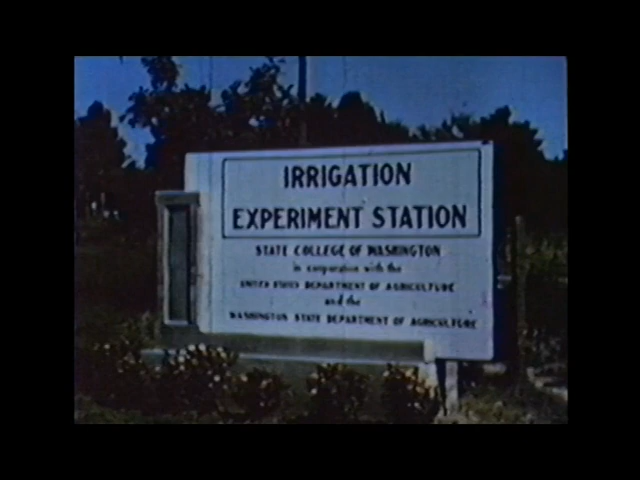 IRRIGATION
EXPERIMENT STATION
STATE COLLEGE OF WASHINGTON
in cooperation with the
UNITED STATES DEPARTMENT OF AGRICULTURE
and the
WASHINGTON STATE DEPARTMENT OF AGRICULTURE